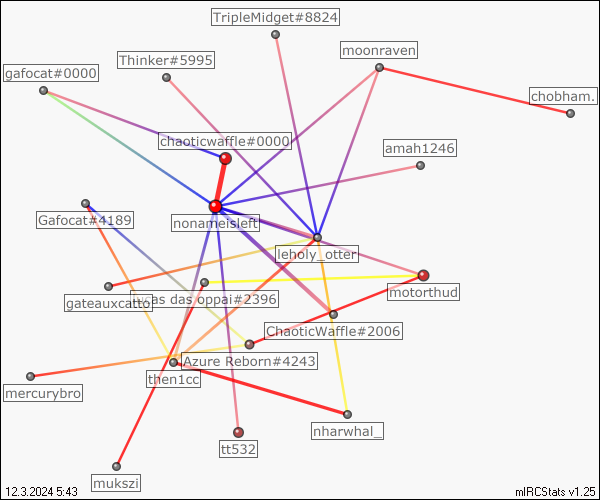 TripleMidget#8824
moonraven
Thinker#5995
gafocat#0000
chobham.
chaoticwaffle#0000
amah1246
Gafocat#4189
nonameisleft
leholy_otter
gateauxcatto
das oppai#2396
motorthud
ChaoticWaffle#2006
Azure Reborn#4243
then1cc
mercurybro
nharwhal_
tt532
mukszi
12.3.2024 5:43
mIRCStats v1.25